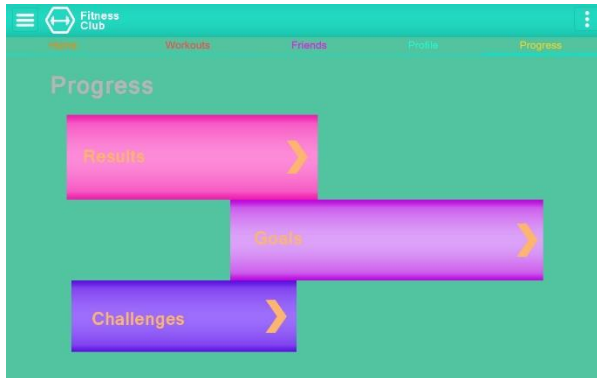 Fitness
Club
Home Workouts Friends Profile Progress
Progress
Results
Goals
Challenges